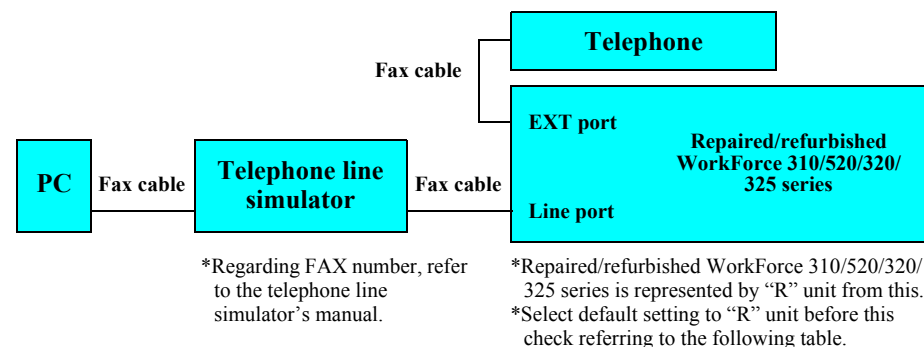 Telephone
Fax cable
EXT port
Repaired/refurbished
WorkForce 310/520/320/
325 series
PC
Fax cable
Telephone line
simulator
Fax cable
Line port
*Regarding FAX number, refer
to the telephone line
simulator’s manual.
*Repaired/refurbished WorkForce 310/520/320/
325 series is represented by “R” unit from this.
*Select default setting to “R” unit before this
check referring to the following table.